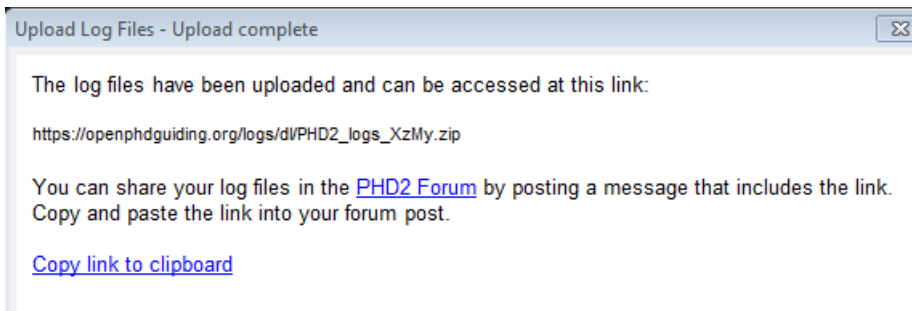 Upload Log Files - Upload complete
The log files have been uploaded and can be accessed at this link:
https://openphdguiding.org/logs/dl/PHD2_logs_XzMy.zip
You can share your log files in the PHD2 Forum by posting a message that includes the link.
Copy and paste the link into your forum post.
Copy link to clipboard